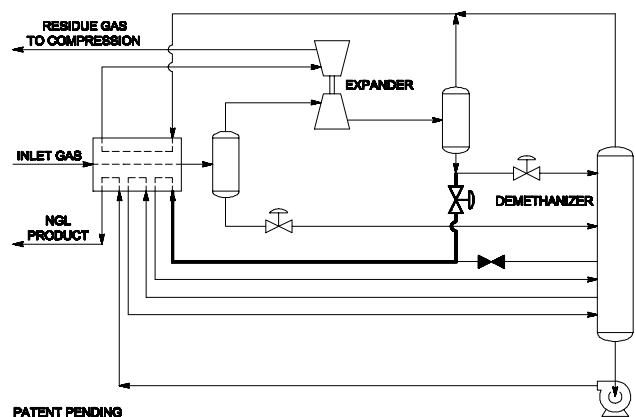 RESIDUE GAS
TO COMPRESSION
EXPANDER
INLET GAS
DEMETHANIZER
NGL
PRODUCT
PATENT PENDING